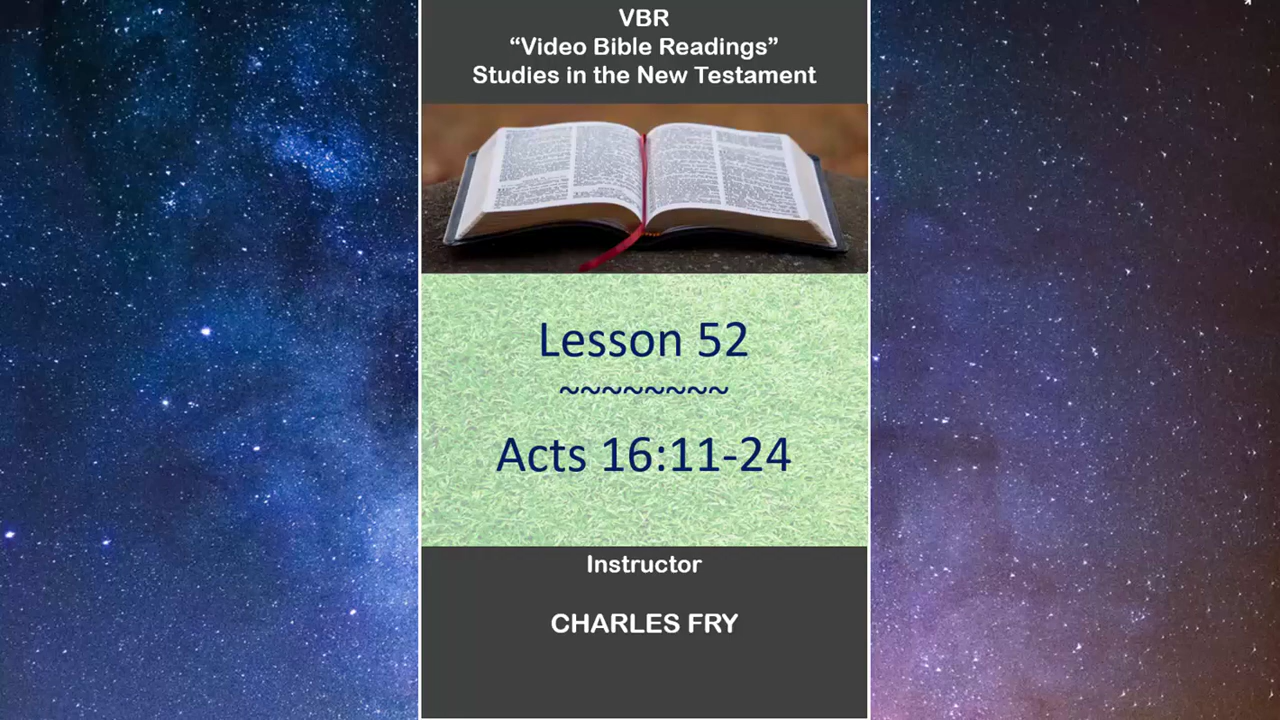 VBR
“Video Bible Readings”
Studies in the New Testament
Lesson 52
~~~~~~~~
Acts 16:11-24
Instructor
CHARLES FRY